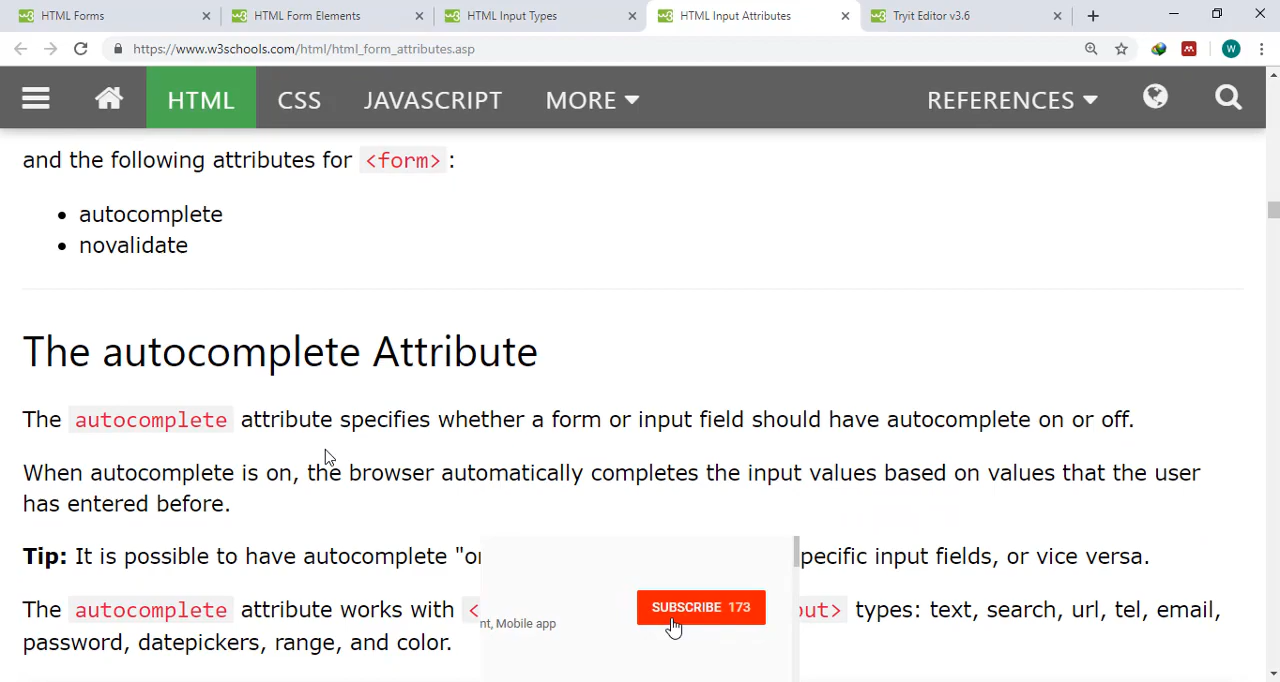 HTML Forms
HTML Form Elements
HTML Input Types
HTML Input Attributes
Tryit Editor v3.6
https://www.w3schools.com/html/html_form_attributes.asp
W
HTML CSS JAVASCRIPT MORE REFERENCES
and the following attributes for <form> :
• autocomplete
• novalidate
The autocomplete Attribute
The autocomplete attribute specifies whether a form or input field should have autocomplete on or off.
When autocomplete is on, the browser automatically completes the input values based on values that the user
has entered before.
Tip: It is possible to have autocomplete "on pecific input fields, or vice versa.
The autocomplete attribute works with < out> types: text, search, url, tel, email,
password, datepickers, range, and color.
SUBSCRIBE 173
nt, Mobile app